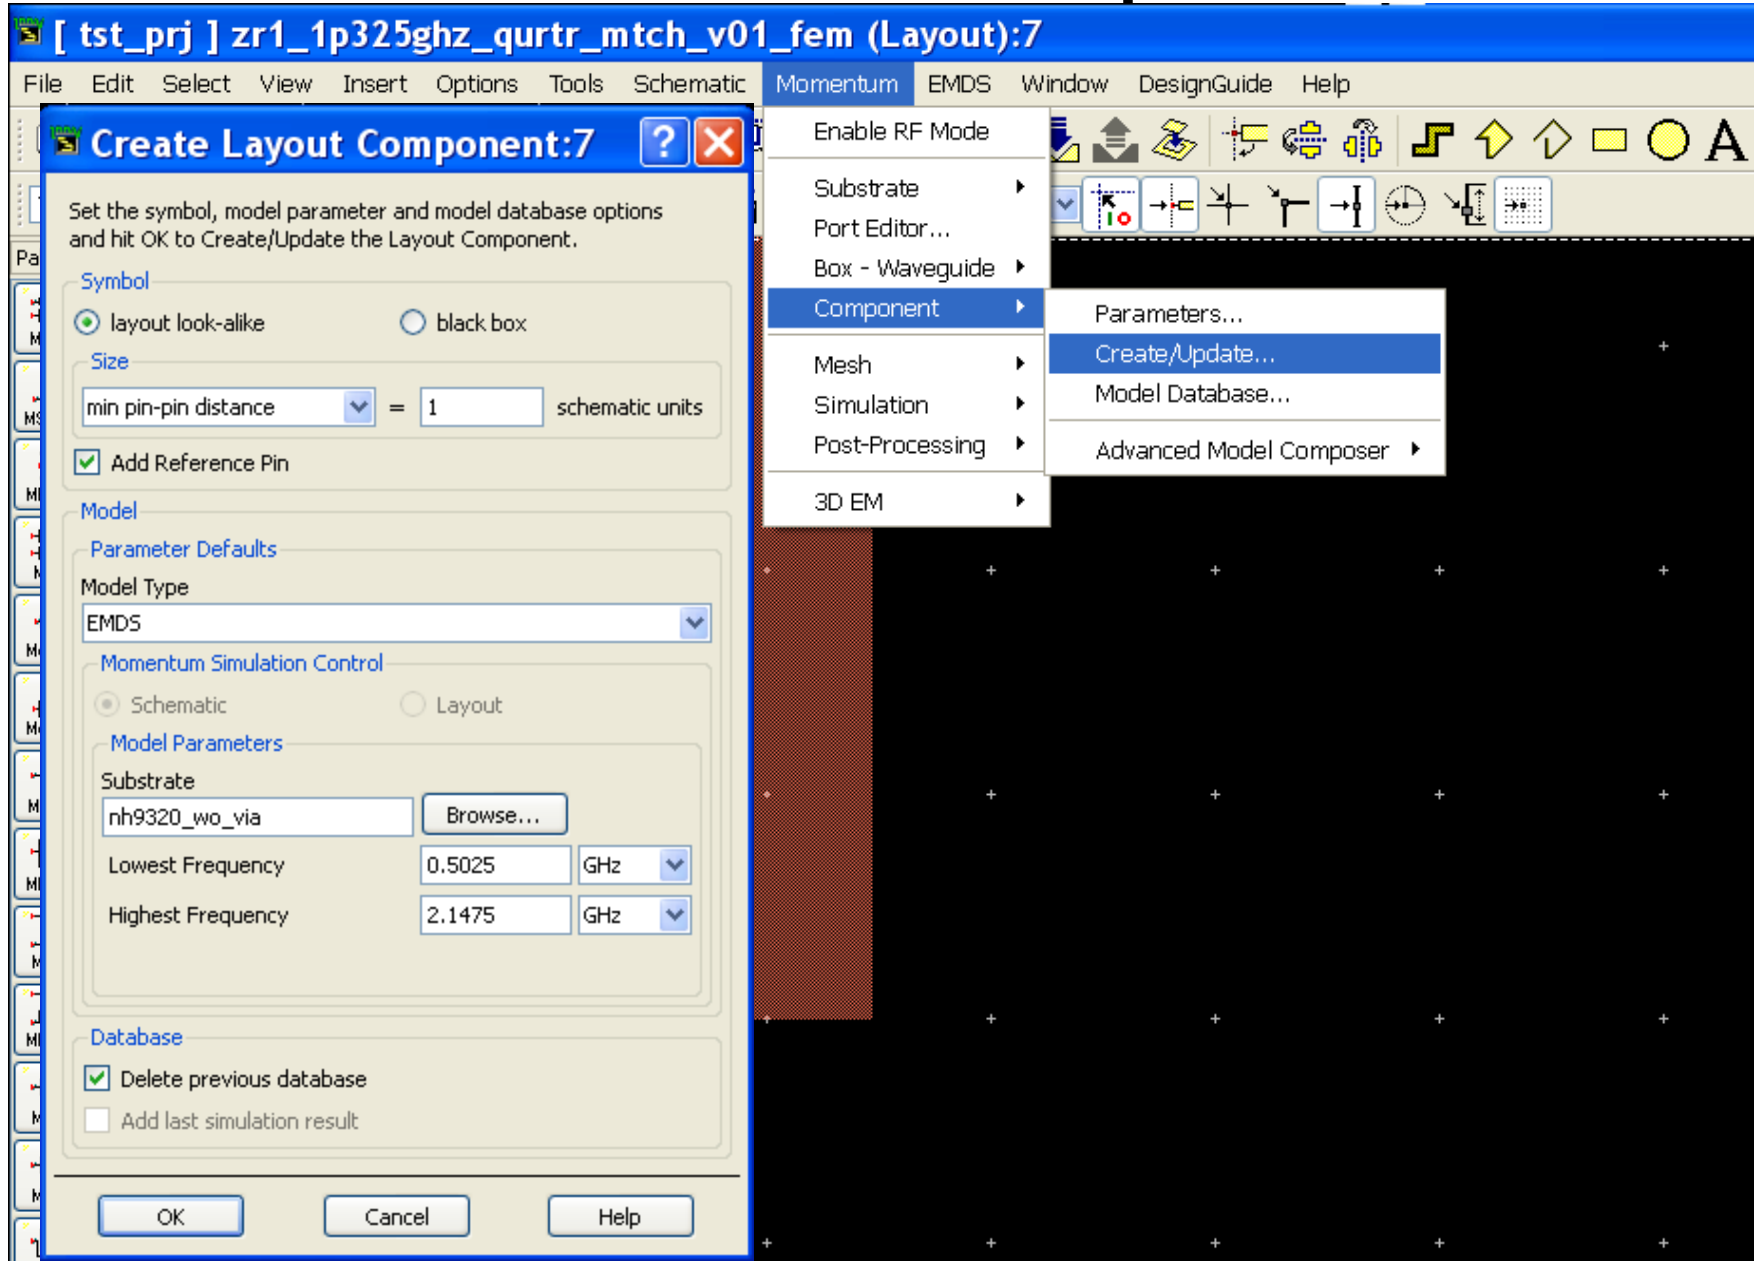 [ tst_prj ] zr1_1p325ghz_qurtr_mtch_v01_fem (Layout):7
File Edit Select View Insert Options Tools Schematic Momentum EMDS Window DesignGuide Help
Create Layout Component:7
Set the symbol, model parameter and model database options
and hit OK to Create/Update the Layout Component.
Symbol
layout look-alike
black box
Size
min pin-pin distance = 1 schematic units
Add Reference Pin
Model
Parameter Defaults
Model Type
EMDS
Momentum Simulation Control
Schematic
Layout
Model Parameters
Substrate
nh9320_wo_via
Browse...
Lowest Frequency 0.5025 GHz
Highest Frequency 2.1475 GHz
Database
Delete previous database
Add last simulation result
OK
Cancel
Help
Enable RF Mode
Substrate
Port Editor...
Box - Waveguide
Component
Mesh
Simulation
Post-Processing
3D EM
Parameters...
Create/Update...
Model Database...
Advanced Model Composer
A
Pa